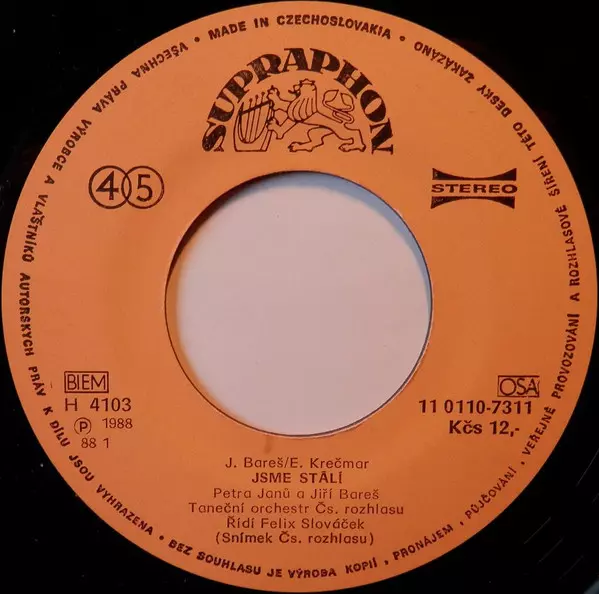 • MADE IN CZECHOSLOVAKIA •
VŠECHNA PRÁVA VÝROBCE A VLASTNÍKŮ AUTORSKÝCH PRÁV K DÍLU JSOU VYHRAZENA • BEZ SOUHLASU JE VÝROBA KOPIÍ, PRONÁJEM, PŮJČOVÁNÍ, VEŘEJNÉ PROVOZOVÁNÍ A ROZHLASOVÉ ŠÍŘENÍ TÉTO DESKY ZAKÁZÁNO
SUPRAPHON
45
STEREO
BIEM
H 4103
Ⓟ 1988
88 1
OSA
11 0110-7311
Kčs 12,-
J. Bareš/E. Krečmar
JSME STÁLÍ
Petra Janů a Jiří Bareš
Taneční orchestr Čs. rozhlasu
Řídí Felix Slováček
(Snímek Čs. rozhlasu)